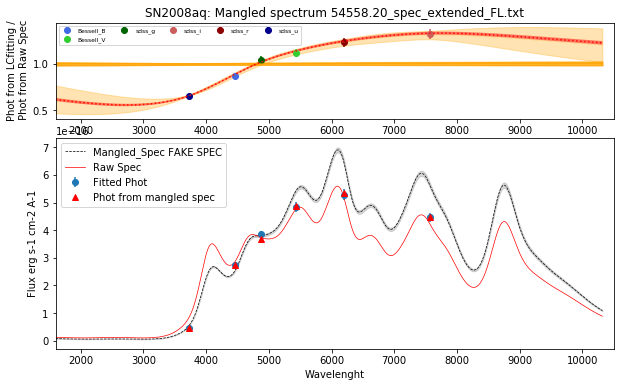 SN2008aq: Mangled spectrum 54558.20_spec_extended_FL.txt
Phot from LCfitting /
Phot from Raw Spec
Bessell_B
Bessell_V
sdss_g
sdss_i
sdss_r
sdss_u
1.0
0.5
2000 3000 4000 5000 6000 7000 8000 9000 10000
Mangled_Spec FAKE SPEC
Raw Spec
Fitted Phot
Phot from mangled spec
Flux erg s-1 cm-2 A-1
7
6
5
4
3
2
1
0
2000 3000 4000 5000 6000 7000 8000 9000 10000
Wavelenght